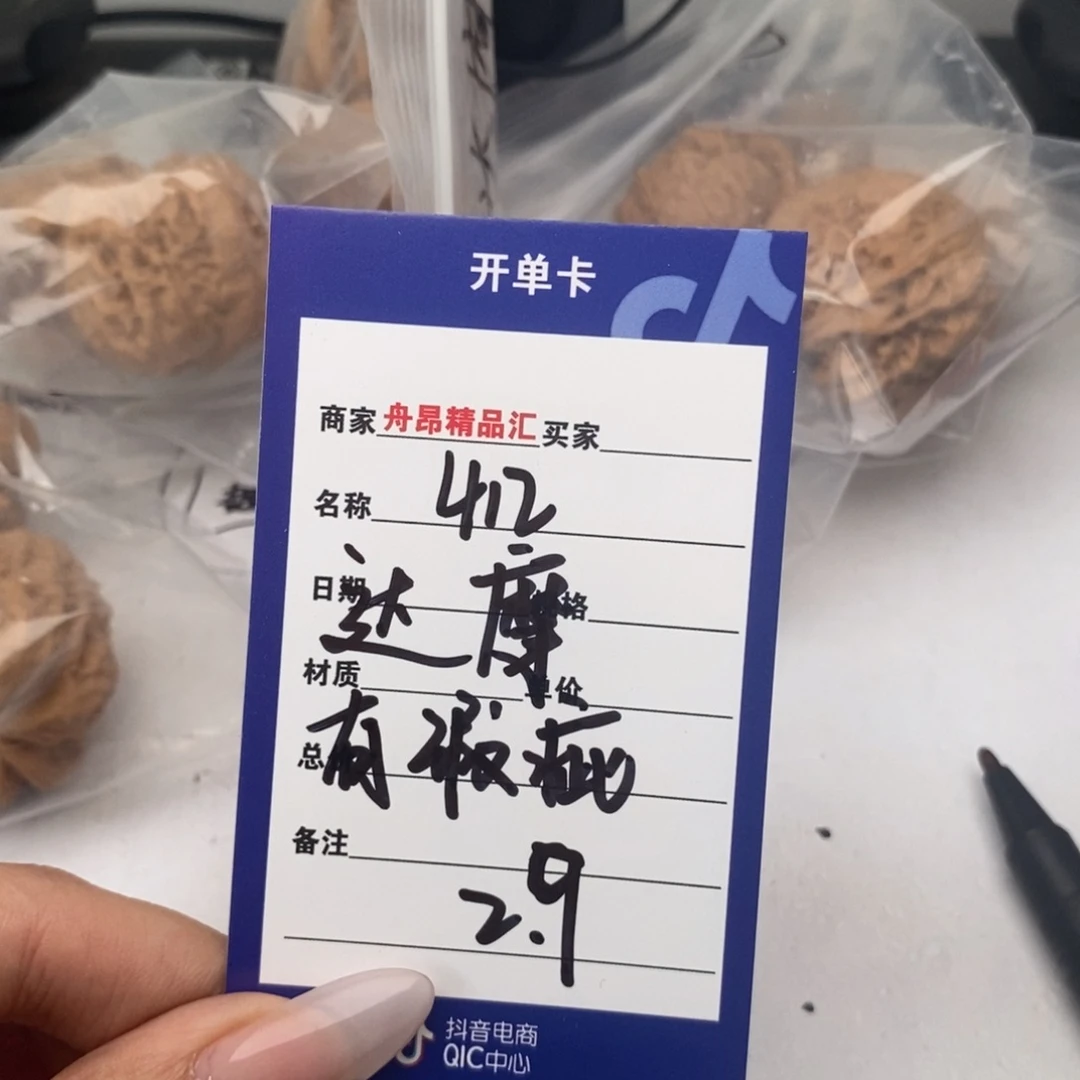 开单卡
商家 舟昂精品汇 买家
名称 412
日期 格
达摩
材质 单价
总
有瑕疵
备注
2.9
抖音电商
QIC中心